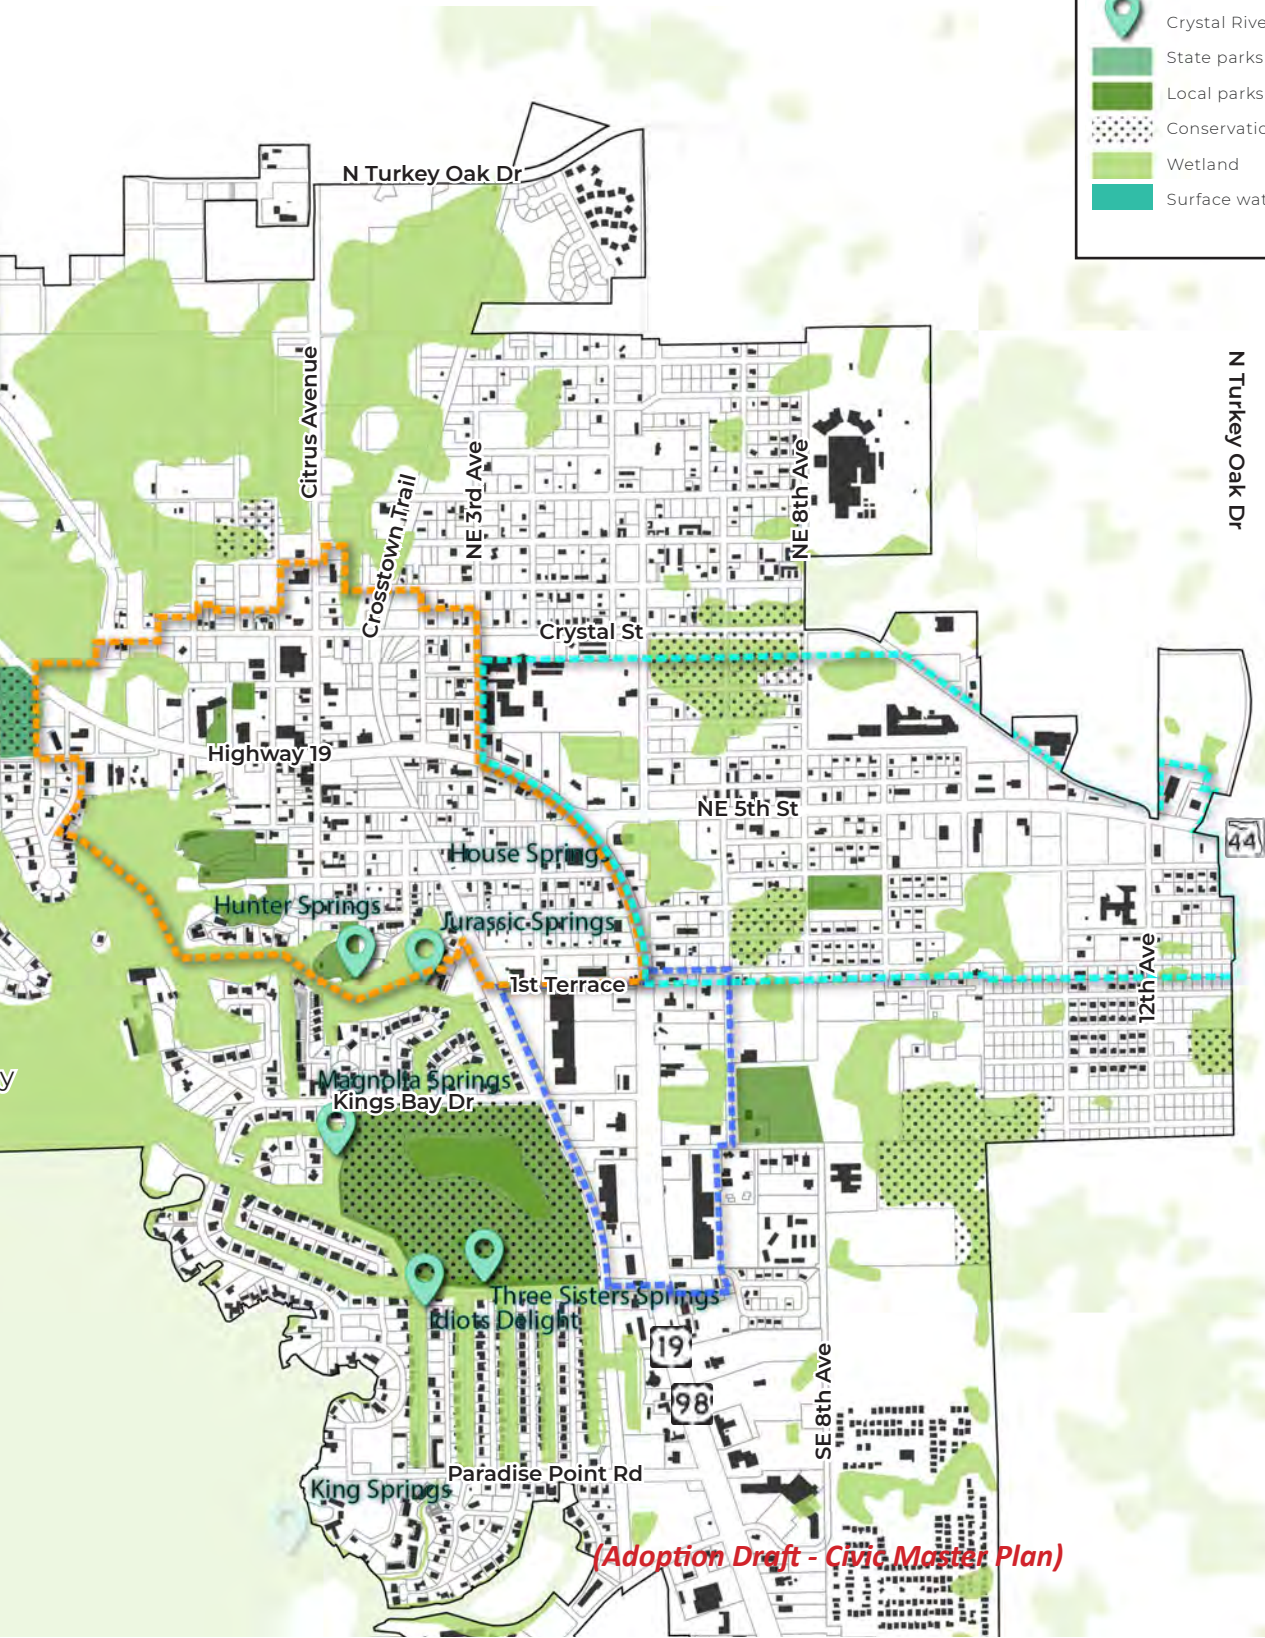 Crystal Rive
State parks
Local parks
Conservatio
Wetland
Surface wat
N Turkey Oak Dr
N Turkey Oak Dr
Citrus Avenue
Crosstown Trail
NE 3rd Ave
NE 8th Ave
Crystal St
Highway 19
NE 5th St
44
House Spring
Hunter Springs
Jurassic Springs
1st Terrace
12th Ave
y
Magnolia Springs
Kings Bay Dr
Three Sisters Springs
Idiots Delight
19
98
SE 8th Ave
Paradise Point Rd
King Springs
(Adoption Draft - Civic Master Plan)